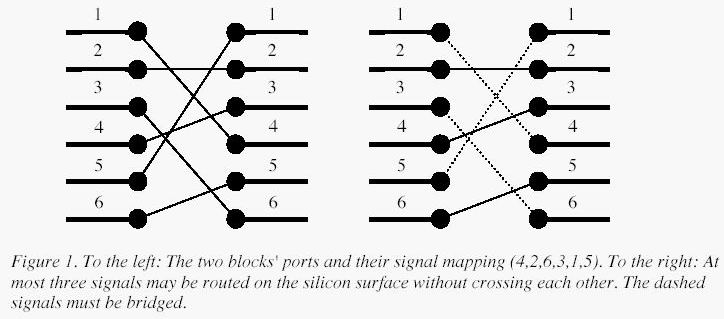 1 1 1 1
2 2 2 2
3 3 3 3
4 4 4 4
5 5 5 5
6 6 6 6
Figure 1. To the left: The two blocks' ports and their signal mapping (4,2,6,3,1,5). To the right: At
most three signals may be routed on the silicon surface without crossing each other. The dashed
signals must be bridged.